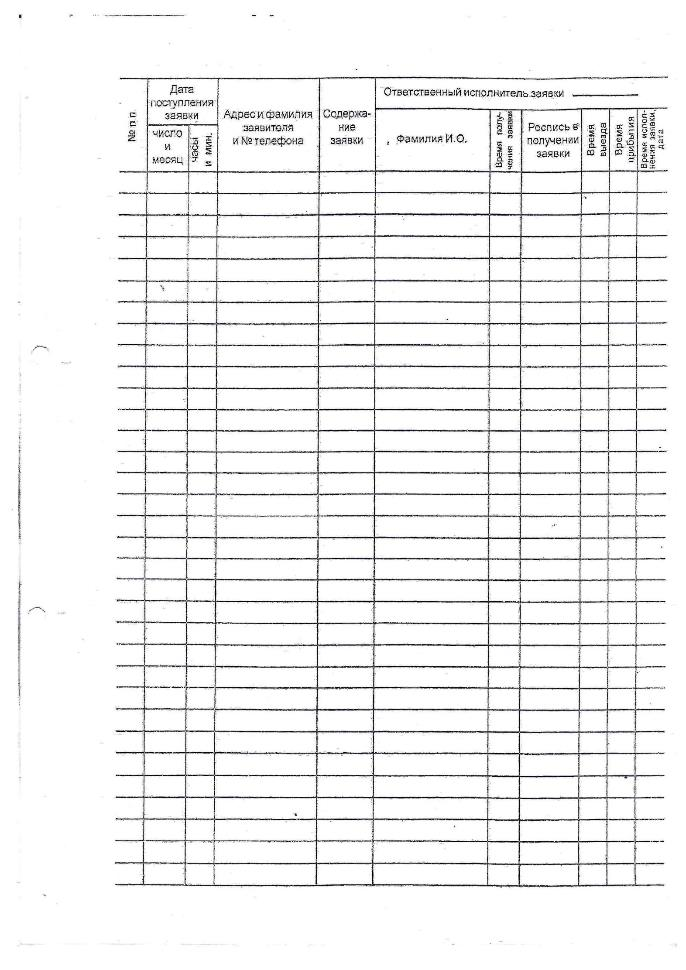 № п п
Дата
поступления
заявки
число
и
месяц
часы
и мин.
Адрес и фамилия
заявителя
и № телефона
Содержа-
ние
заявки
Ответственный исполнитель заявки
Фамилия И.О.
Время полу-
чения заявки
Роспись в
получении
заявки
Время
выезда
Время
прибытия
Время испол-
нения заявки,
дата